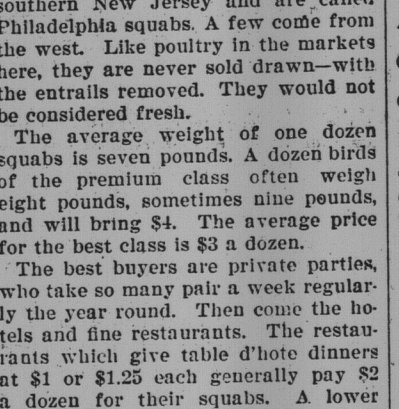 southern New Jersey and are called
Philadelphia squabs. A few come from
the west. Like poultry in the markets
here, they are never sold drawn—with
the entrails removed. They would not
be considered fresh.
The average weight of one dozen
squabs is seven pounds. A dozen birds
of the premium class often weigh
eight pounds, sometimes nine pounds,
and will bring $4. The average price
for the best class is $3 a dozen.
The best buyers are private parties,
who take so many pair a week regular-
ly the year round. Then come the ho-
tels and fine restaurants. The restau-
rants which give table d'hote dinners
at $1 or $1.25 each generally pay $2
a dozen for their squabs. A lower